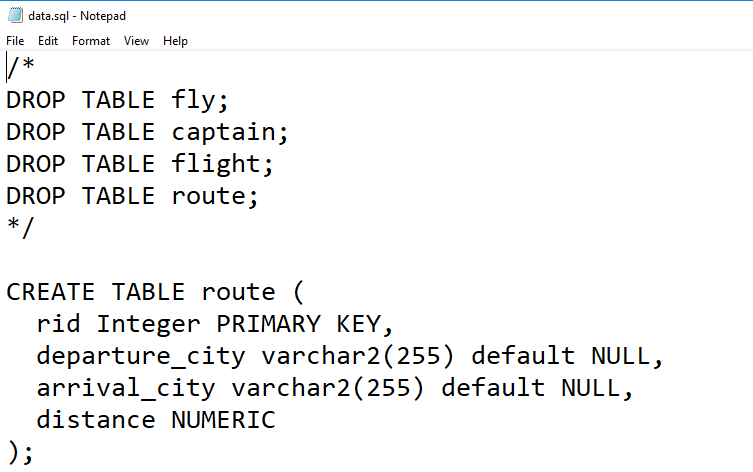 data.sql - Notepad
File Edit Format View Help
/*
DROP TABLE fly;
DROP TABLE captain;
DROP TABLE flight;
DROP TABLE route;
*/
CREATE TABLE route (
rid Integer PRIMARY KEY,
departure_city varchar2(255) default NULL,
arrival_city varchar2(255) default NULL,
distance NUMERIC
);